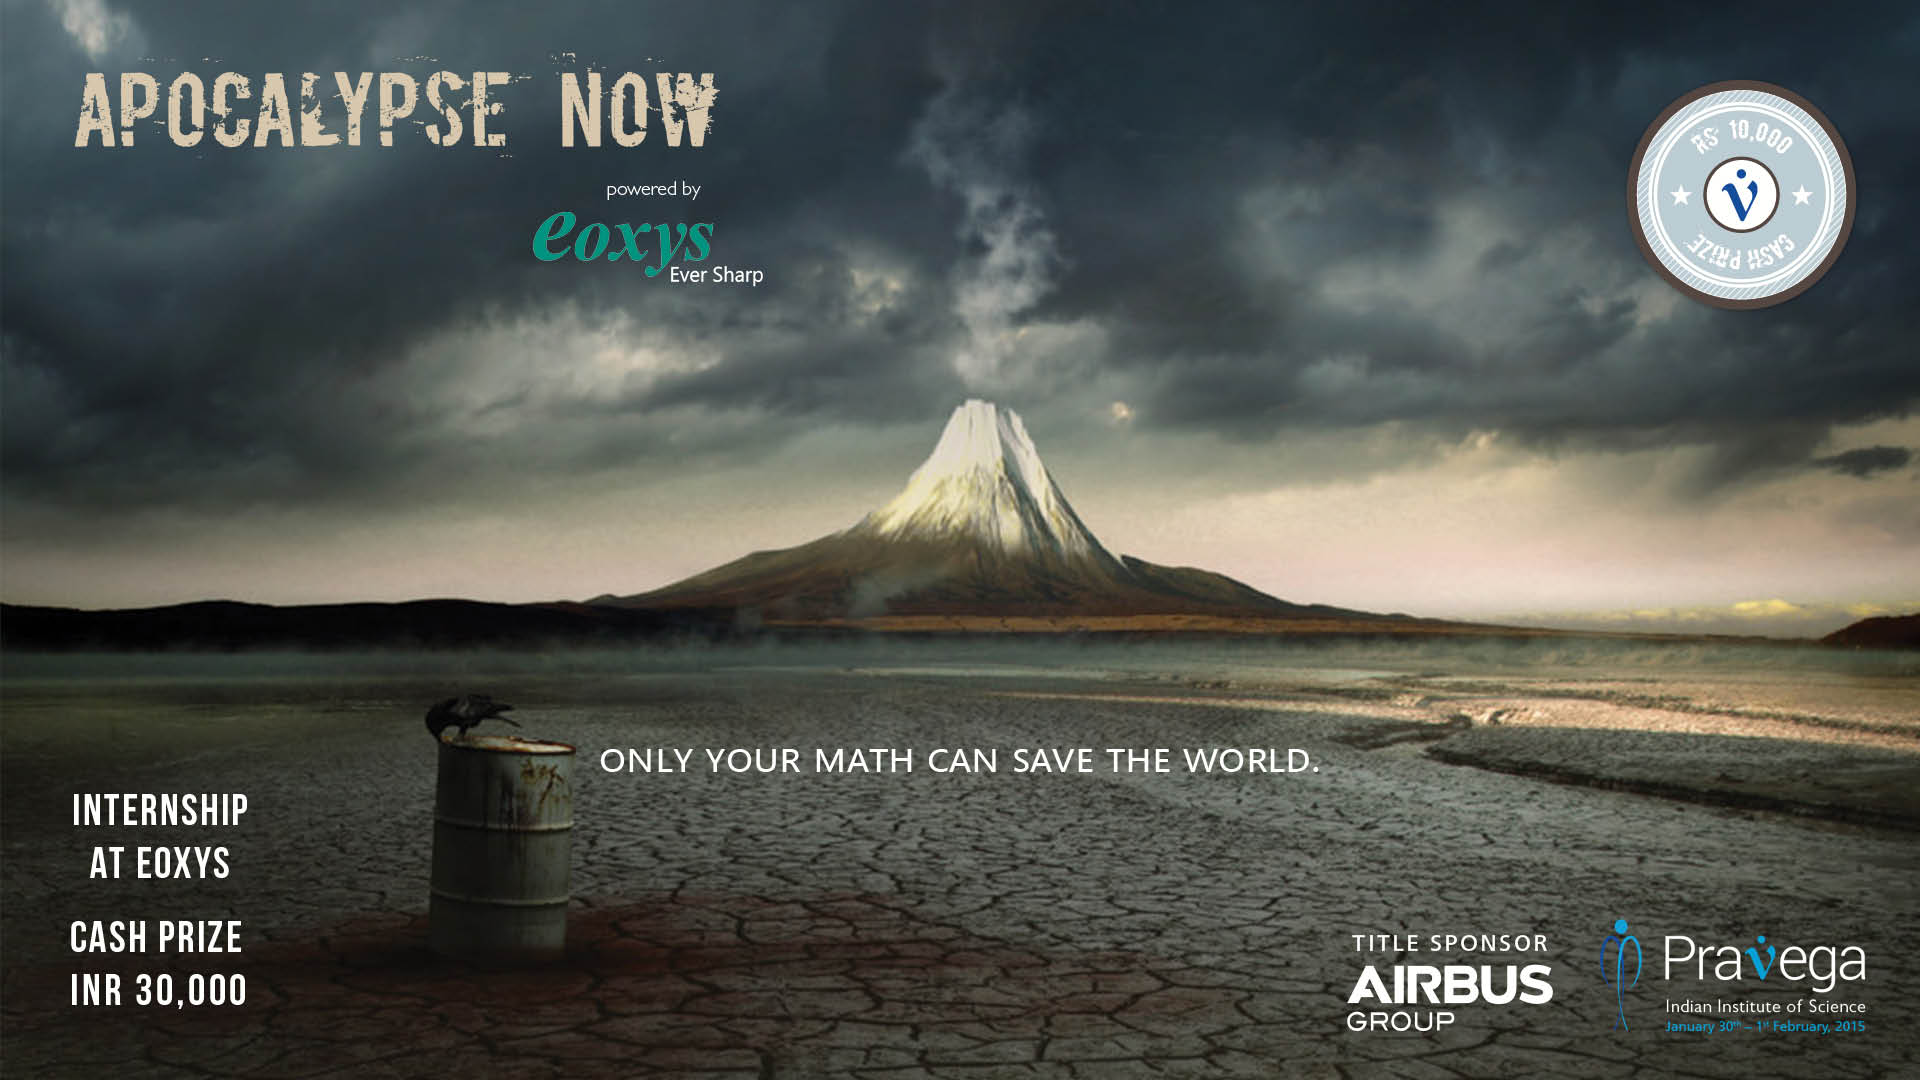 APOCALYPSE NOW
powered by
eoxys
Ever Sharp
RS 10,000
CASH PRIZE
ONLY YOUR MATH CAN SAVE THE WORLD.
INTERNSHIP
AT EOXYS
CASH PRIZE
INR 30,000
TITLE SPONSOR
AIRBUS
GROUP
Pravega
Indian Institute of Science
January 30th – 1st February, 2015